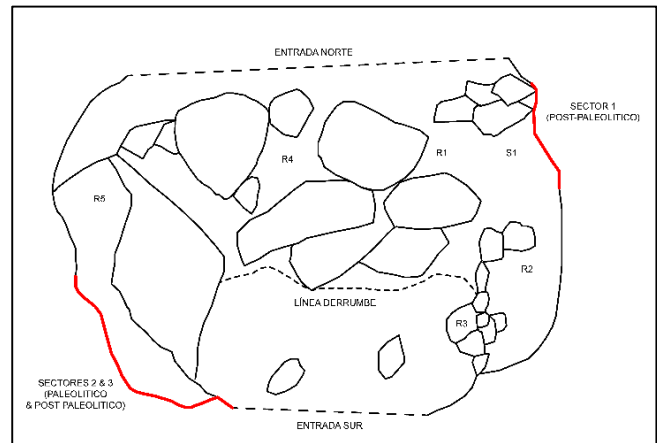 ENTRADA NORTE
SECTOR 1
(POST-PALEOLITICO)
R4
R1
S1
R5
R2
LÍNEA DERRUMBE
R3
SECTORES 2 & 3
(PALEOLITICO
& POST PALEOLITICO)
ENTRADA SUR